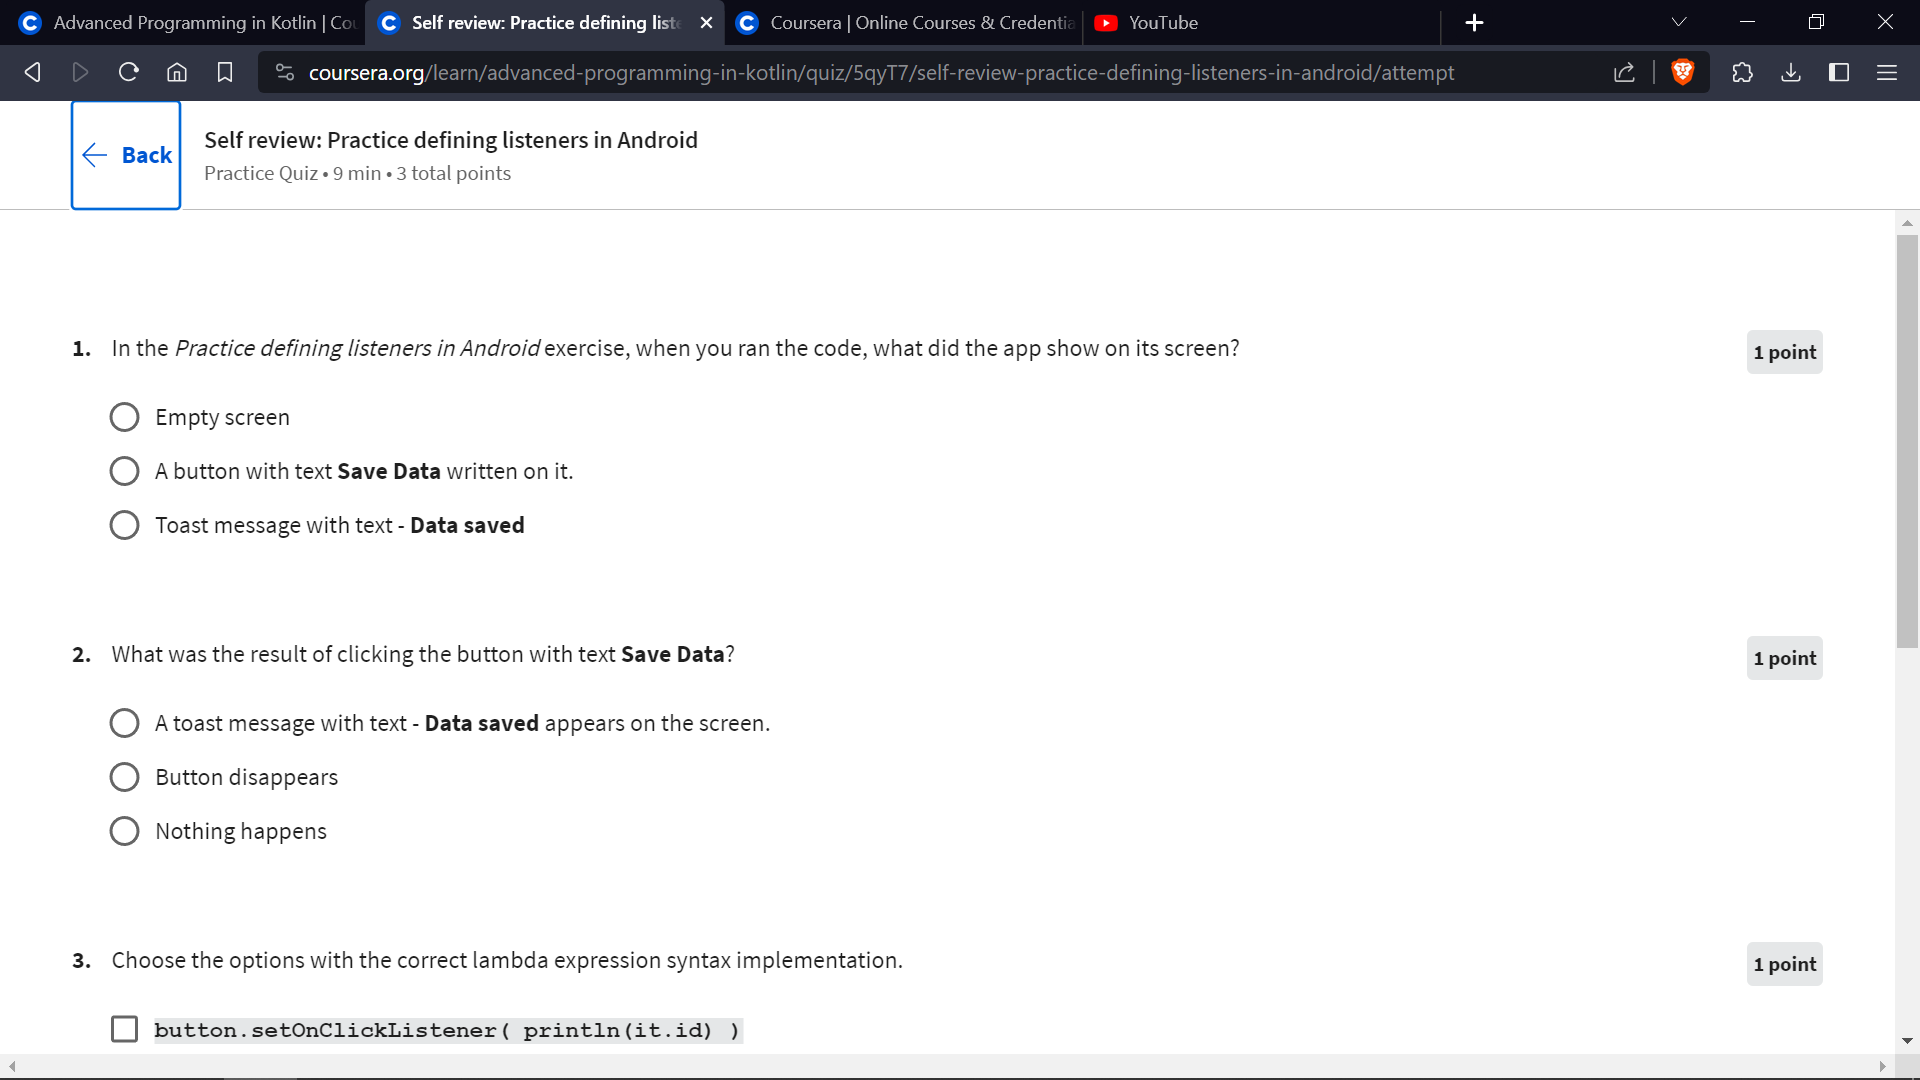 Advanced Programming in Kotlin | Cou
Self review: Practice defining liste
Coursera | Online Courses & Credentia
YouTube
coursera.org/learn/advanced-programming-in-kotlin/quiz/5qyT7/self-review-practice-defining-listeners-in-android/attempt
Back
Self review: Practice defining listeners in Android
Practice Quiz • 9 min • 3 total points
1. In the Practice defining listeners in Android exercise, when you ran the code, what did the app show on its screen?
1 point
Empty screen
A button with text Save Data written on it.
Toast message with text - Data saved
2. What was the result of clicking the button with text Save Data?
1 point
A toast message with text - Data saved appears on the screen.
Button disappears
Nothing happens
3. Choose the options with the correct lambda expression syntax implementation.
1 point
button.setOnClickListener( println(it.id) )